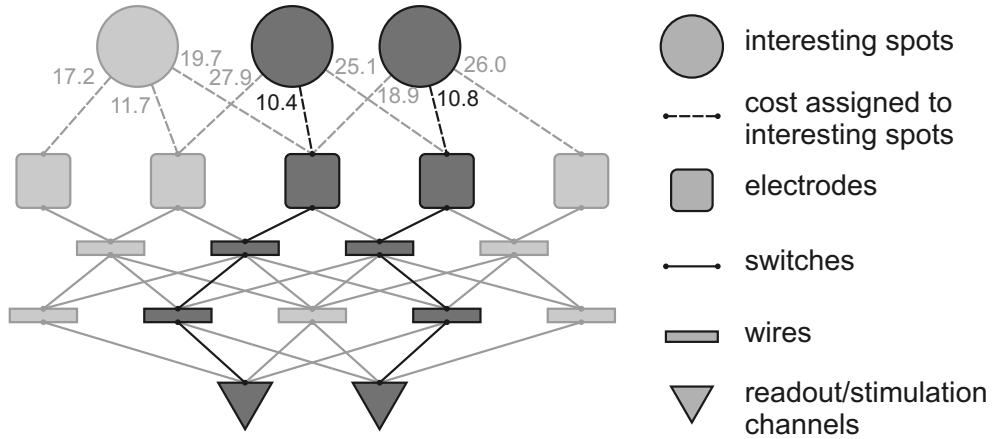 17.2
11.7
19.7
27.9
10.4
25.1
18.9
10.8
26.0
interesting spots
cost assigned to
interesting spots
electrodes
switches
wires
readout/stimulation
channels